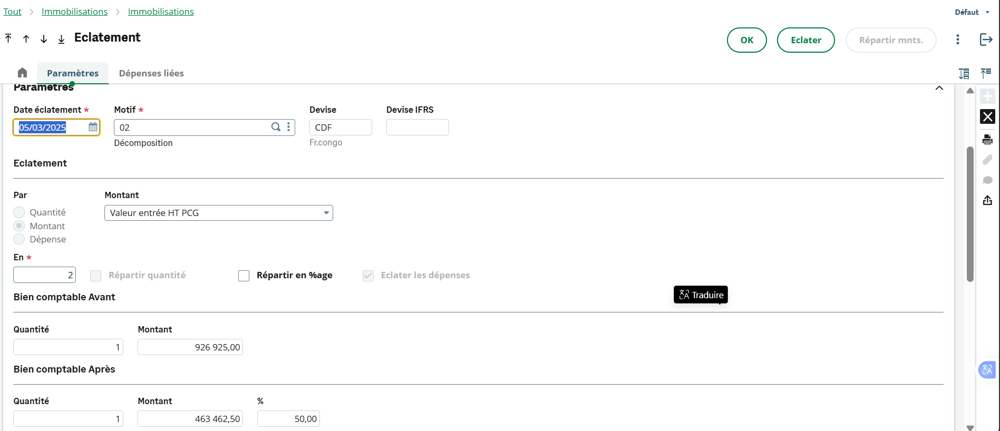 Tout > Immobilisations > Immobilisations
Défaut
Eclatement
OK
Eclater
Répartir mnts.
Paramètres
Dépenses liées
Paramètres
Date éclatement *
Motif *
Devise
Devise IFRS
05/03/2025
02
CDF
Décomposition
Fr.congo
Eclatement
Par
Montant
Quantité
Valeur entrée HT PCG
Montant
Dépense
En *
2
Répartir quantité
Répartir en %age
Eclater les dépenses
Traduire
Bien comptable Avant
Quantité
Montant
1
926 925,00
Bien comptable Après
Quantité
Montant
%
1
463 462,50
50,00